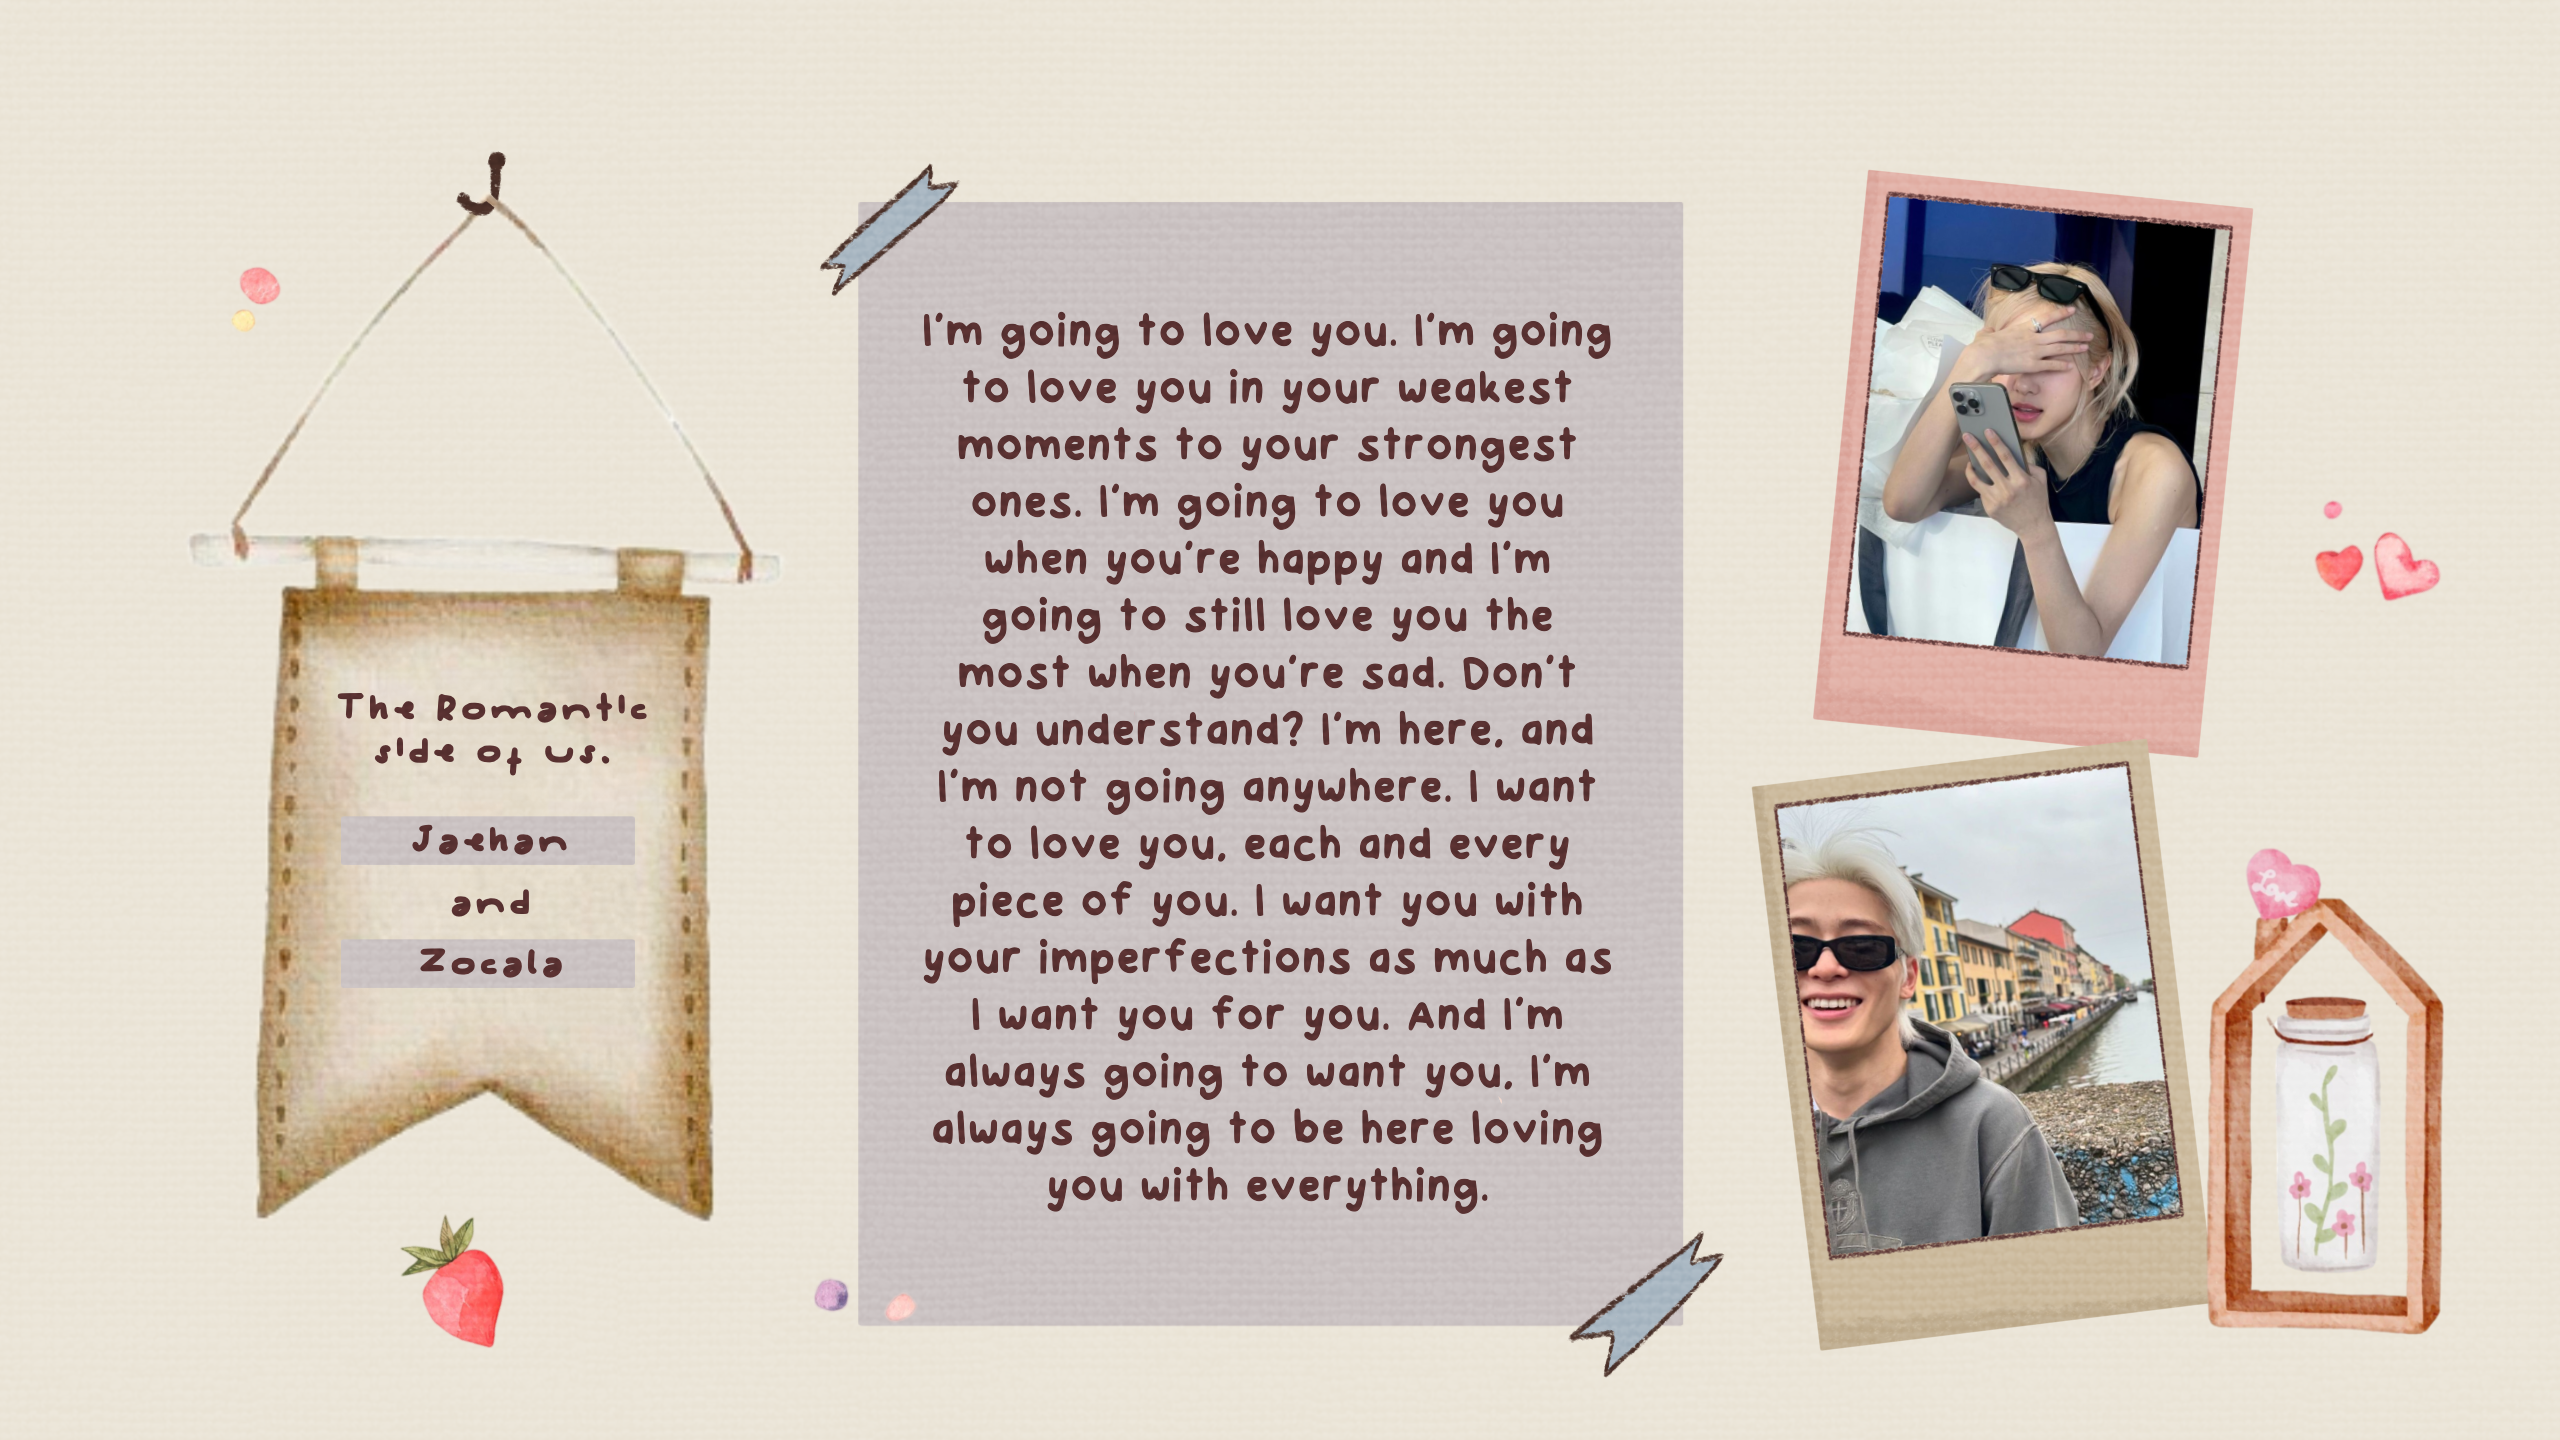 The Romantic
side of us.
Jaehan
and
Zocala
I'm going to love you. I'm going
to love you in your weakest
moments to your strongest
ones. I'm going to love you
when you're happy and I'm
going to still love you the
most when you're sad. Don't
you understand? I'm here, and
I'm not going anywhere. I want
to love you, each and every
piece of you. I want you with
your imperfections as much as
I want you for you. And I'm
always going to want you, I'm
always going to be here loving
you with everything.
Love